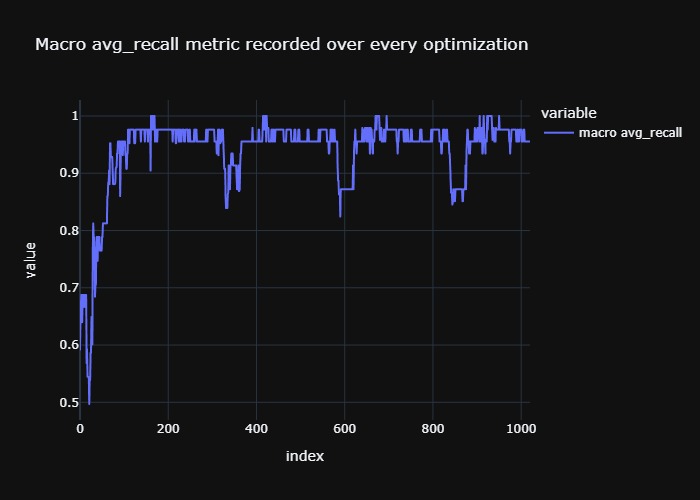 Macro avg_recall metric recorded over every optimization
variable
macro avg_recall
value
1
0.9
0.8
0.7
0.6
0.5
0 200 400 600 800 1000
index